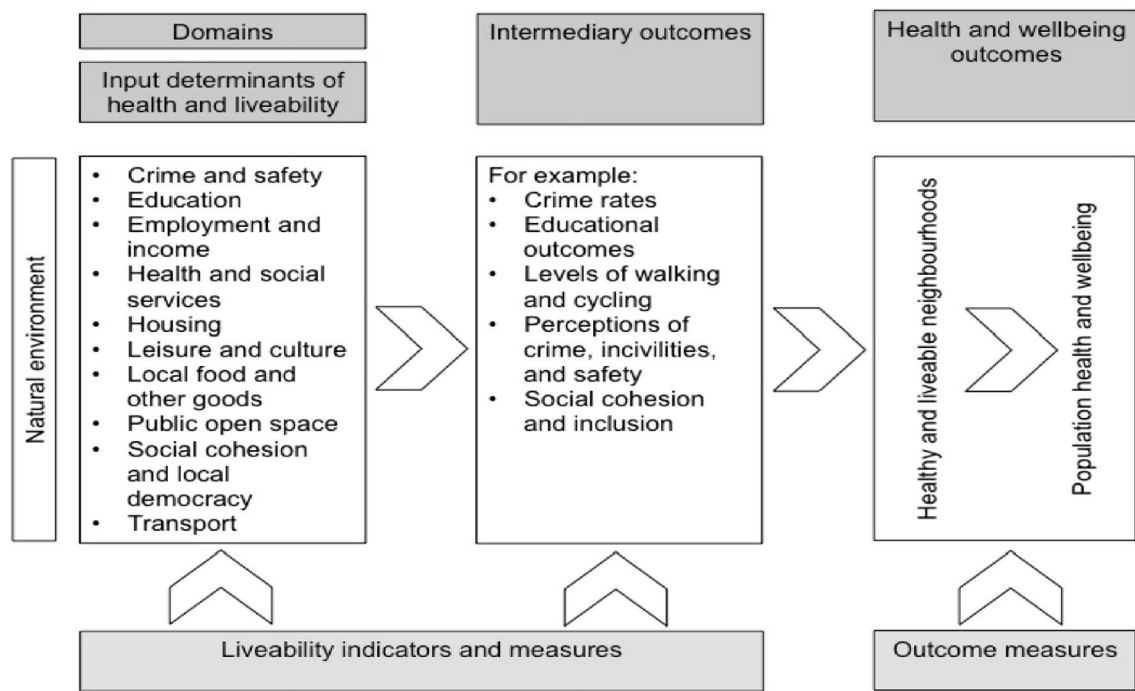 Domains
Input determinants of
health and liveability
Intermediary outcomes
Health and wellbeing
outcomes
Natural environment
• Crime and safety
• Education
• Employment and
income
• Health and social
services
• Housing
• Leisure and culture
• Local food and
other goods
• Public open space
• Social cohesion
and local
democracy
• Transport
For example:
• Crime rates
• Educational
outcomes
• Levels of walking
and cycling
• Perceptions of
crime, incivilities,
and safety
• Social cohesion
and inclusion
Healthy and liveable neighbourhoods
Population health and wellbeing
Liveability indicators and measures
Outcome measures